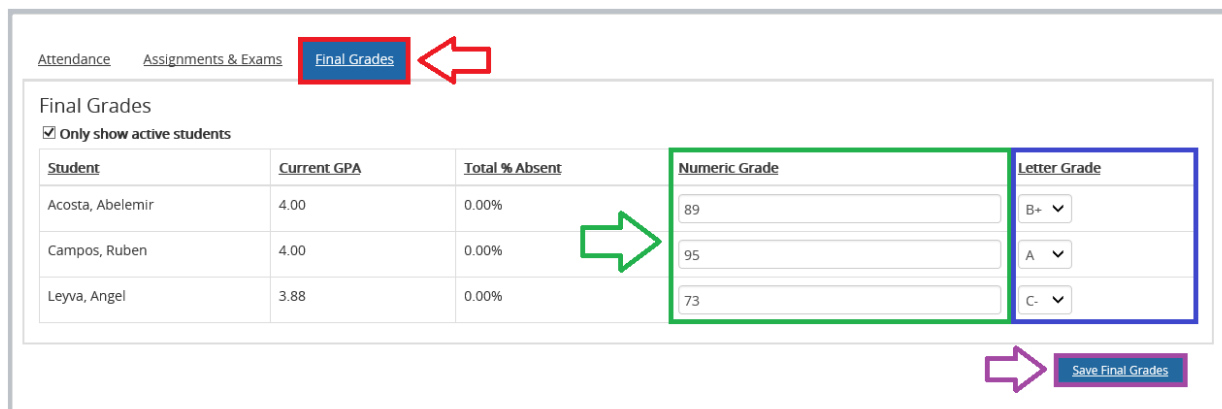 Attendance Assignments & Exams Final Grades
Final Grades
Only show active students
Student Current GPA Total % Absent Numeric Grade Letter Grade
Acosta, Abelemir 4.00 0.00% 89 B+
Campos, Ruben 4.00 0.00% 95 A
Leyva, Angel 3.88 0.00% 73 C-
Save Final Grades